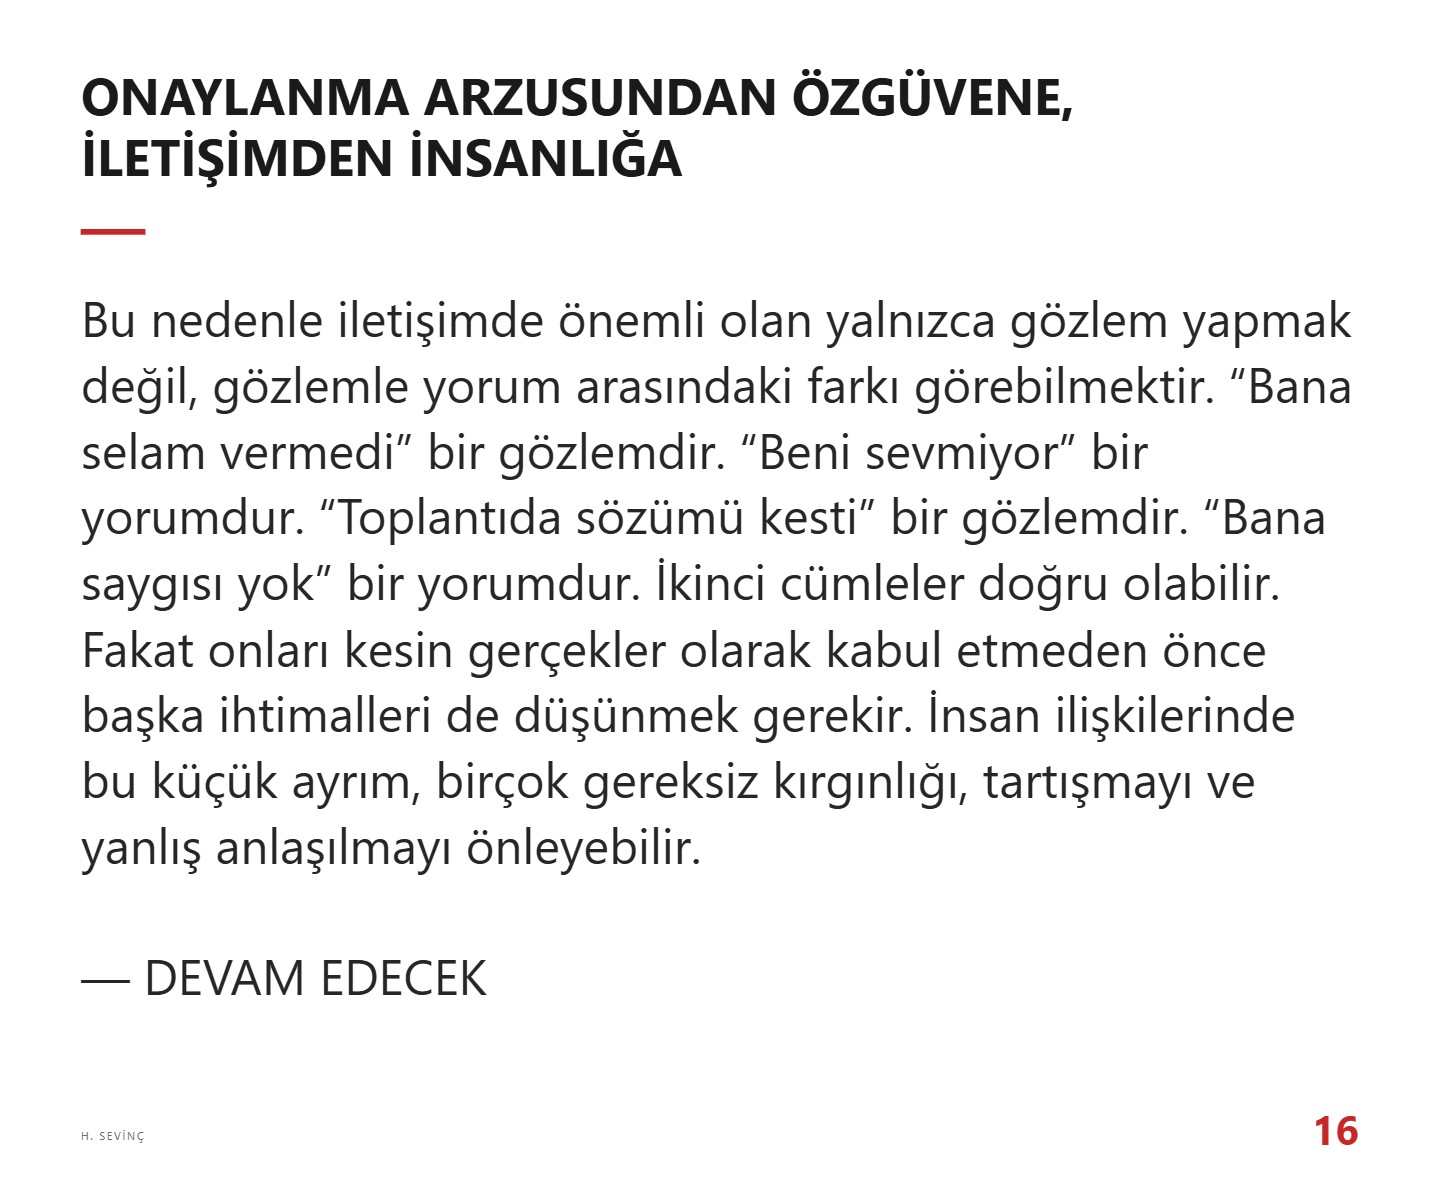 ONAYLANMA ARZUSUNDAN ÖZGÜVENE,
İLETİŞİMDEN İNSANLIĞA
Bu nedenle iletişimde önemli olan yalnızca gözlem yapmak
değil, gözlemle yorum arasındaki farkı görebilmektir. “Bana
selam vermedi” bir gözlemdir. “Beni sevmiyor” bir
yorumdur. “Toplantıda sözümü kesti” bir gözlemdir. “Bana
saygısı yok” bir yorumdur. İkinci cümleler doğru olabilir.
Fakat onları kesin gerçekler olarak kabul etmeden önce
başka ihtimalleri de düşünmek gerekir. İnsan ilişkilerinde
bu küçük ayrım, birçok gereksiz kırgınlığı, tartışmayı ve
yanlış anlaşılmayı önleyebilir.
— DEVAM EDECEK
H. SEVİNÇ
16